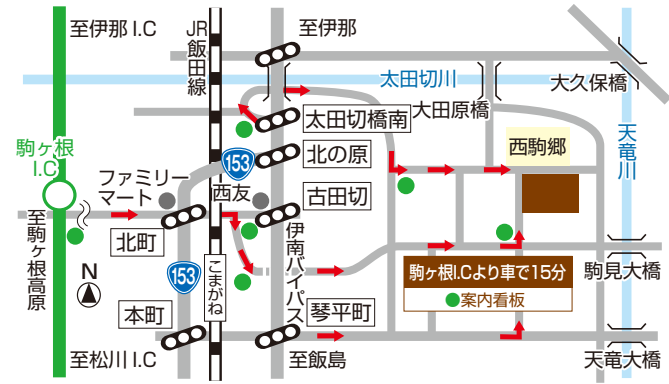 至伊那 I.C
JR飯田線
至伊那
太田切川
大久保橋
大田原橋
太田切橋南
天竜川
駒ヶ根
I.C
153
北の原
西駒郷
ファミリー
マート
西友
古田切
至駒ヶ根高原
北町
伊南バイパス
N
153
こまがね
駒ヶ根I.Cより車で15分
案内看板
駒見大橋
本町
琴平町
至松川 I.C
至飯島
天竜大橋